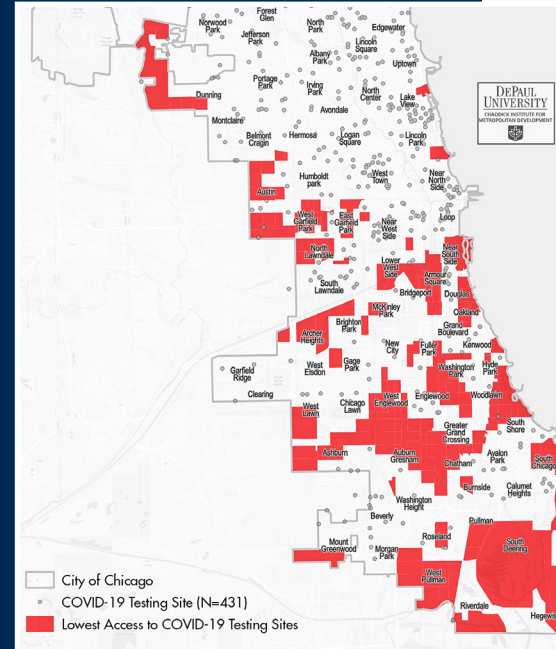 Forest
Glen
Norwood
Park
Jefferson
Park
North
Park
Edgewater
Lincoln
Square
Albany
Park
Uptown
Portage
Park
Irving
Park
North
Center
Lake
View
Dunning
Avondale
Montclaire
Belmont
Cragin
Hermosa
Logan
Square
Lincoln
Park
DEPAUL
UNIVERSITY
CHADDICK INSTITUTE FOR
METROPOLITAN DEVELOPMENT
Humboldt
park
West
Town
Near
North
Side
Austin
West
Garfield
Park
East
Garfield
Park
Near
West
Side
Loop
North
Lawndale
Near
South
Side
Lower
West
Side
Armour
Square
South
Lawndale
Bridgeport
Douglas
McKinley
Park
Oakland
Brighton
Park
Grand
Boulevard
Archer
Heights
New
City
Fuller
Park
Kenwood
Garfield
Ridge
West
Elsdon
Gage
Park
Washington
Park
Hyde
Park
Clearing
West
Lawn
Chicago
Lawn
West
Englewood
Englewood
Woodlawn
Greater
Grand
Crossing
South
Shore
Ashburn
Auburn
Gresham
Chatham
Avalon
Park
South
Chicago
Burnside
Calumet
Heights
Washington
Height
Beverly
Pullman
Mount
Greenwood
Morgan
Park
Roseland
South
Deering
West
Pullman
Riverdale
Hegewis
City of Chicago
COVID-19 Testing Site (N=431)
Lowest Access to COVID-19 Testing Sites